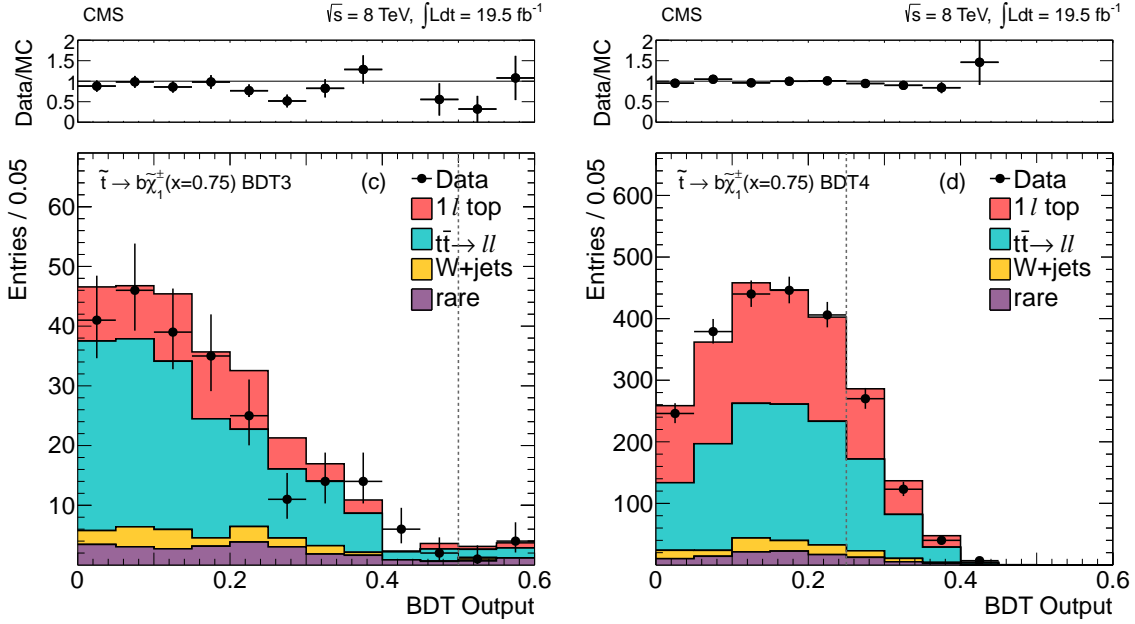 CMS √s = 8 TeV, ∫Ldt = 19.5 fb⁻¹
Data/MC
2
1.5
1
0.5
0
Entries / 0.05
60
50
40
30
20
10
t̃ → bχ̃₁±(x=0.75) BDT3
(c)
Data
1l top
tt̄ → ll
W+jets
rare
0 0.2 0.4 0.6
BDT Output
CMS √s = 8 TeV, ∫Ldt = 19.5 fb⁻¹
Data/MC
2
1.5
1
0.5
0
Entries / 0.05
600
500
400
300
200
100
t̃ → bχ̃₁±(x=0.75) BDT4
(d)
Data
1l top
tt̄ → ll
W+jets
rare
0 0.2 0.4 0.6
BDT Output